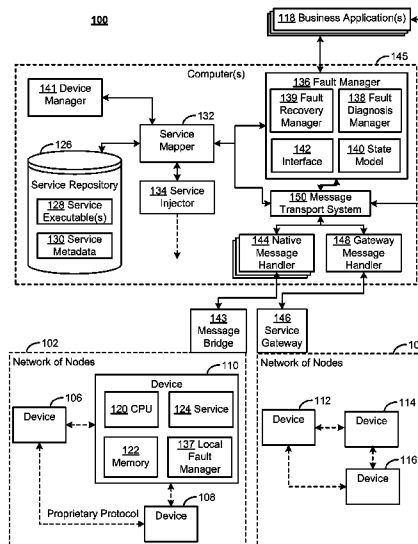 100
118 Business Application(s)
145
Computer(s)
136 Fault Manager
141 Device Manager
139 Fault Recovery Manager
138 Fault Diagnosis Manager
132
Service Mapper
126
142 Interface
140 State Model
Service Repository
134 Service Injector
128 Service Executable(s)
150 Message Transport System
130 Service Metadata
144 Native Message Handler
148 Gateway Message Handler
143 Message Bridge
146 Service Gateway
102
110
10
Network of Nodes
Network of Nodes
Device
106
Device
120 CPU
124 Service
112
Device
114
Device
122 Memory
137 Local Fault Manager
116
Device
108
Proprietary Protocol
Device